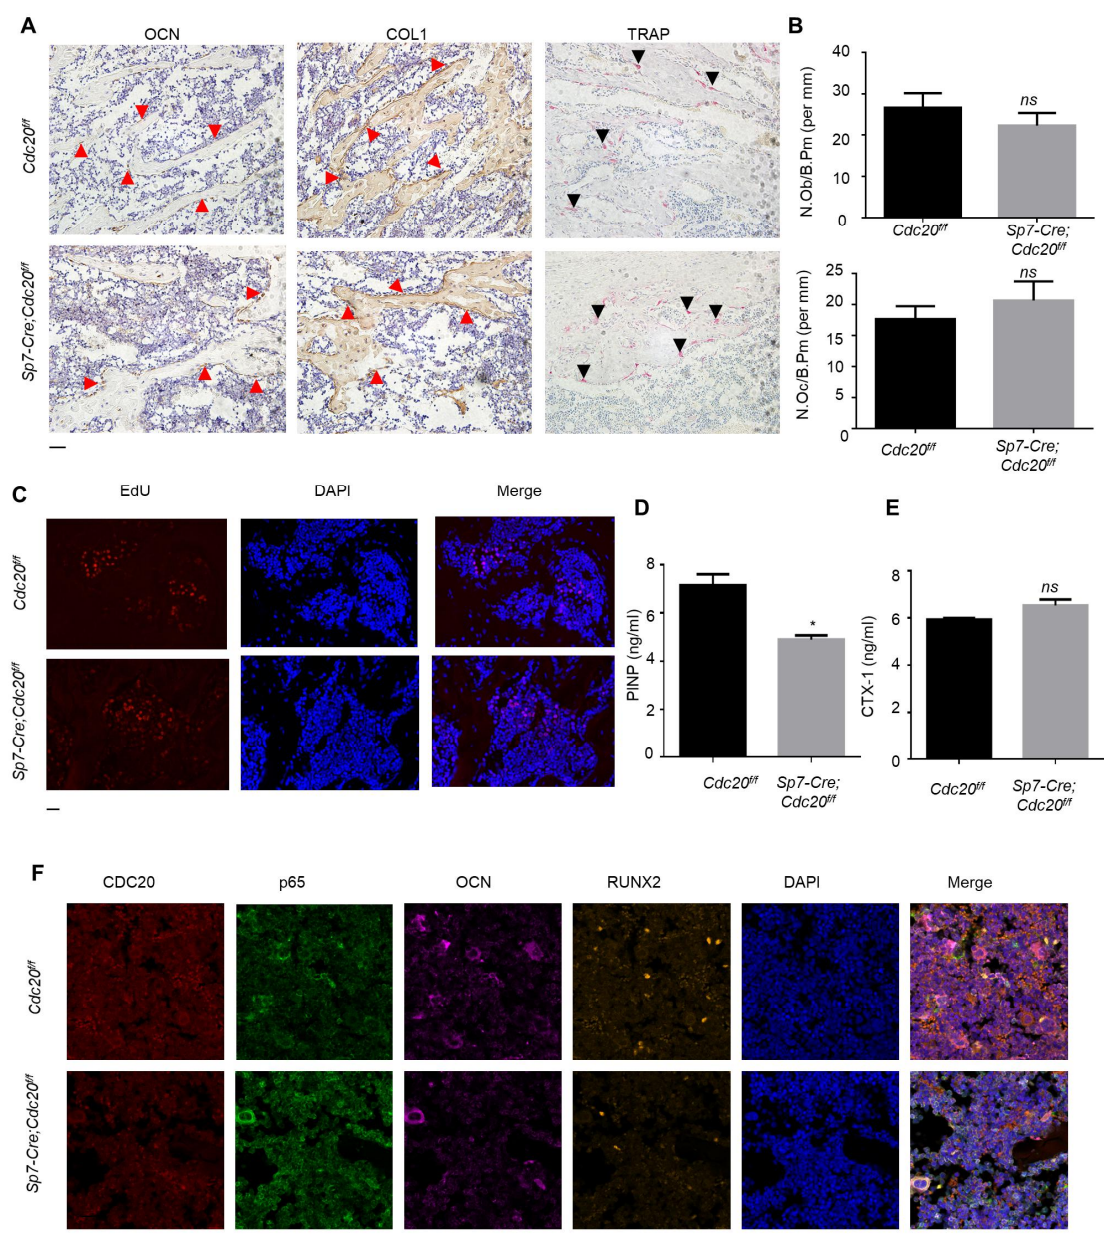 A
OCN
COL1
TRAP
Cdc20f/f
Sp7-Cre;Cdc20f/f
B
N.Ob/B.Pm (per mm)
40
30
20
10
0
ns
Cdc20f/f
Sp7-Cre;
Cdc20f/f
N.Oc/B.Pm (per mm)
25
20
15
10
5
0
ns
Cdc20f/f
Sp7-Cre;
Cdc20f/f
C
EdU
DAPI
Merge
Cdc20f/f
Sp7-Cre;Cdc20f/f
D
PINP (ng/ml)
8
6
4
2
0
*
Cdc20f/f
Sp7-Cre;
Cdc20f/f
E
CTX-1 (ng/ml)
8
6
4
2
0
ns
Cdc20f/f
Sp7-Cre;
Cdc20f/f
F
CDC20
p65
OCN
RUNX2
DAPI
Merge
Cdc20f/f
Sp7-Cre;Cdc20f/f